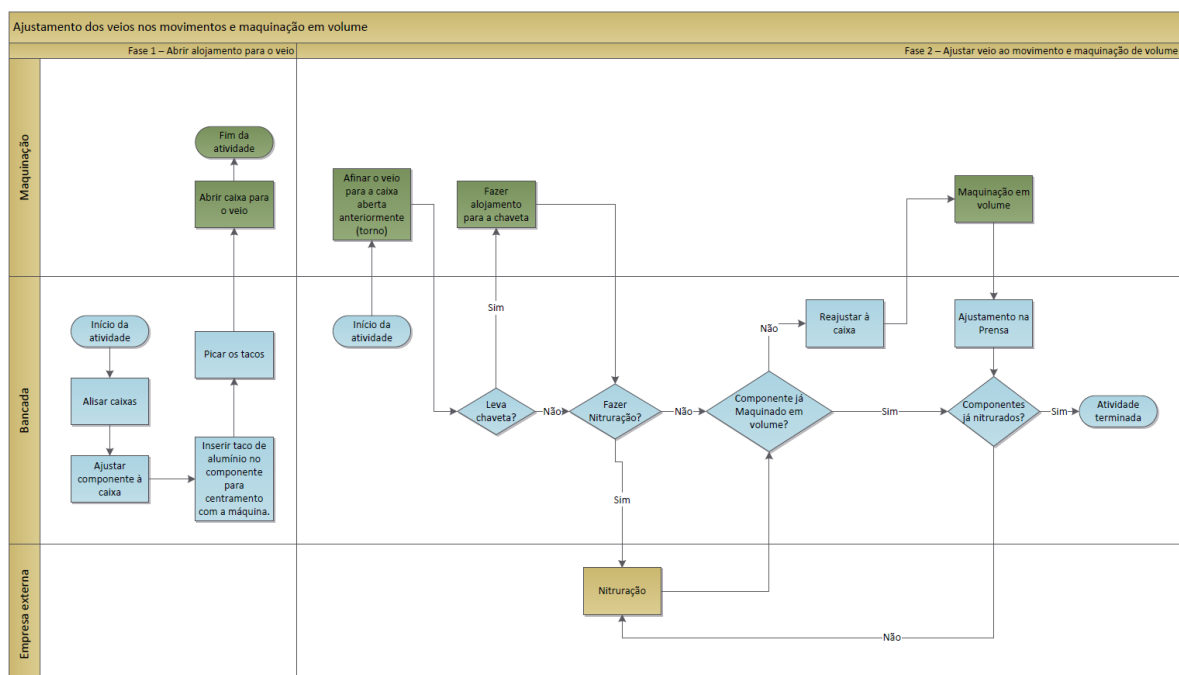 Ajustamento dos veios nos movimentos e maquinação em volume
Fase 1 – Abrir alojamento para o veio
Fase 2 – Ajustar veio ao movimento e maquinação de volume
Maquinação
Fim da
atividade
Abrir caixa para
o veio
Afinar o veio
para a caixa
aberta
anteriormente
(torno)
Fazer
alojamento
para a chaveta
Maquinação em
volume
Bancada
Início da
atividade
Alisar caixas
Ajustar
componente à
caixa
Picar os tacos
Inserir taco de
alumínio no
componente
para
centramento
com a máquina.
Início da
atividade
Sim
Leva
chaveta?
Não
Fazer
Nitruração?
Não
Sim
Componente já
Maquinado em
volume?
Não
Reajustar à
caixa
Sim
Ajustamento na
Prensa
Componentes
já nitrurados?
Sim
Atividade
terminada
Empresa externa
Nitruração
Não